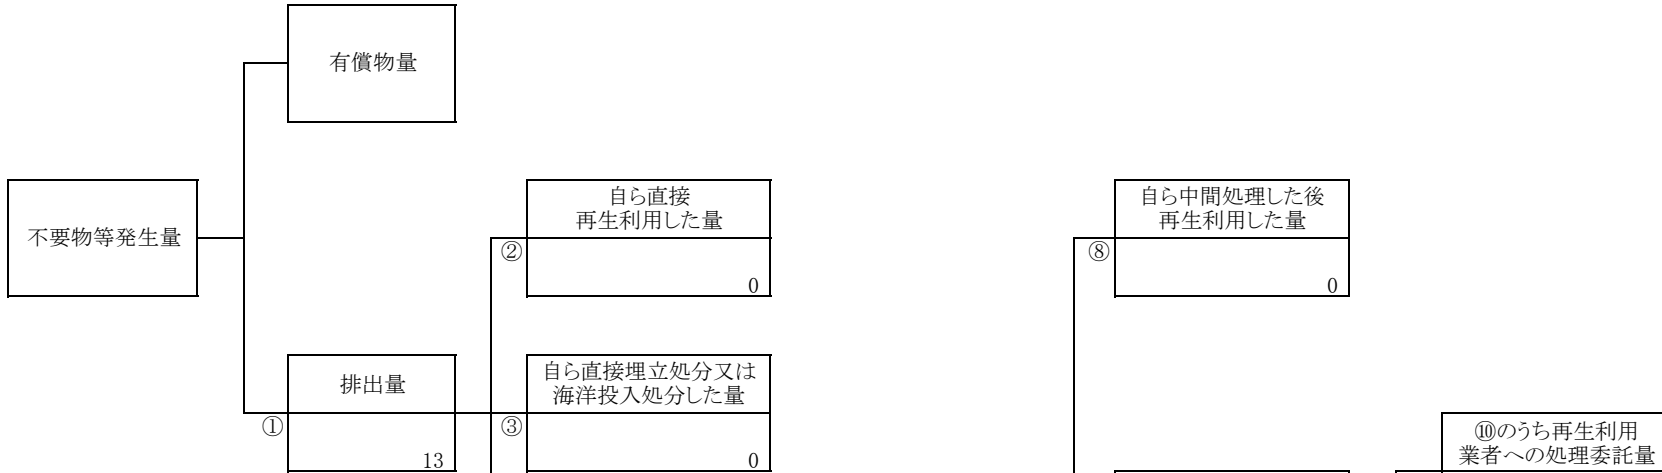 有償物量
不要物等発生量
自ら直接
再生利用した量
②
0
自ら中間処理した後
再生利用した量
⑧
0
排出量
①
13
自ら直接埋立処分又は
海洋投入処分した量
③
0
⑩のうち再生利用
業者への処理委託量